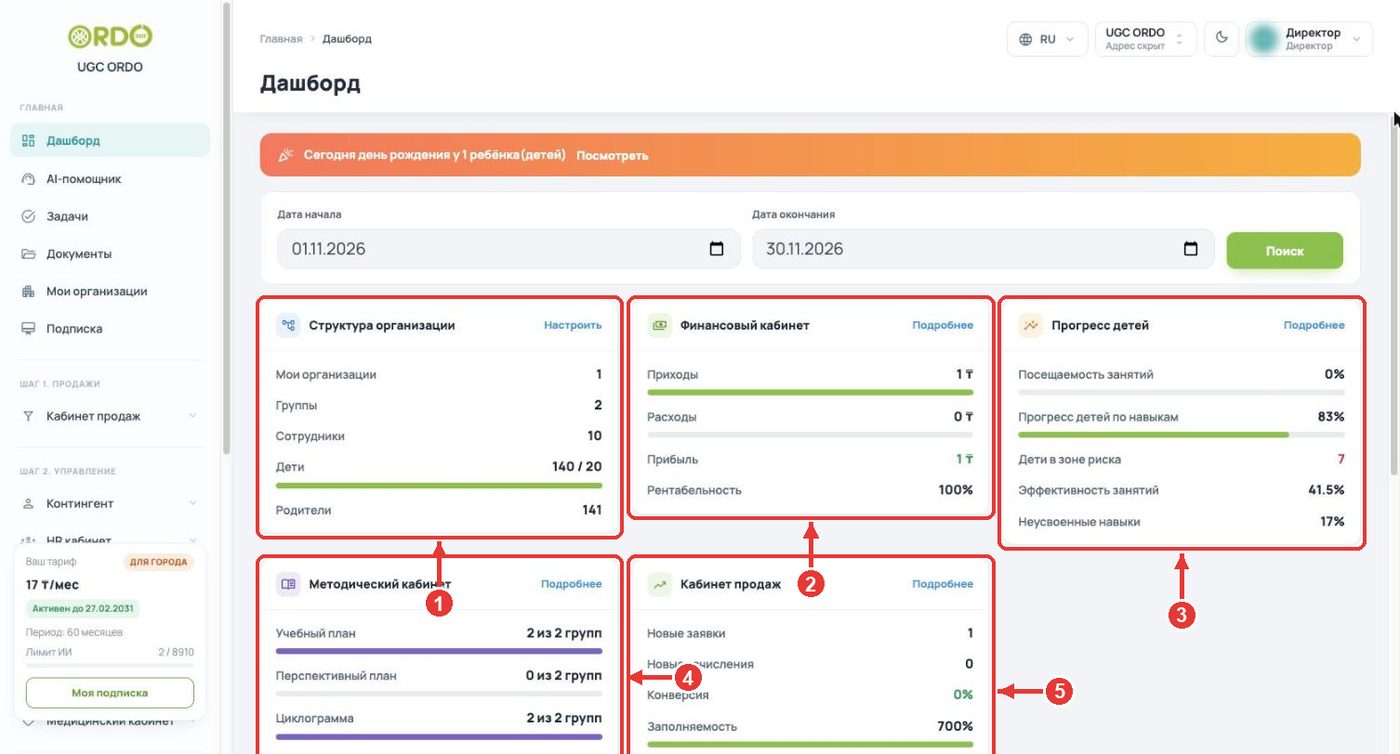 ORDO
UGC ORDO
ГЛАВНАЯ
Дашборд
AI-помощник
Задачи
Документы
Мои организации
Подписка
ШАГ 1. ПРОДАЖИ
Кабинет продаж
ШАГ 2. УПРАВЛЕНИЕ
Контингент
HR кабинет
Ваш тариф ДЛЯ ГОРОДА
17 ₸/мес
Активен до 27.02.2031
Период: 60 месяцев
Лимит ИИ 2 / 8910
Моя подписка
Медицинский кабинет
Главная > Дашборд
RU
UGC ORDO
Адрес скрыт
Директор
Директор
Дашборд
Сегодня день рождения у 1 ребёнка(детей) Посмотреть
Дата начала
01.11.2026
Дата окончания
30.11.2026
Поиск
Структура организации Настроить
Мои организации 1
Группы 2
Сотрудники 10
Дети 140 / 20
Родители 141
1
Финансовый кабинет Подробнее
Приходы 1 ₸
Расходы 0 ₸
Прибыль 1 ₸
Рентабельность 100%
2
Прогресс детей Подробнее
Посещаемость занятий 0%
Прогресс детей по навыкам 83%
Дети в зоне риска 7
Эффективность занятий 41.5%
Неусвоенные навыки 17%
3
Методический кабинет Подробнее
Учебный план 2 из 2 групп
Перспективный план 0 из 2 групп
Циклограмма 2 из 2 групп
4
Кабинет продаж Подробнее
Новые заявки 1
0
Конверсия 0%
Заполняемость 700%
5